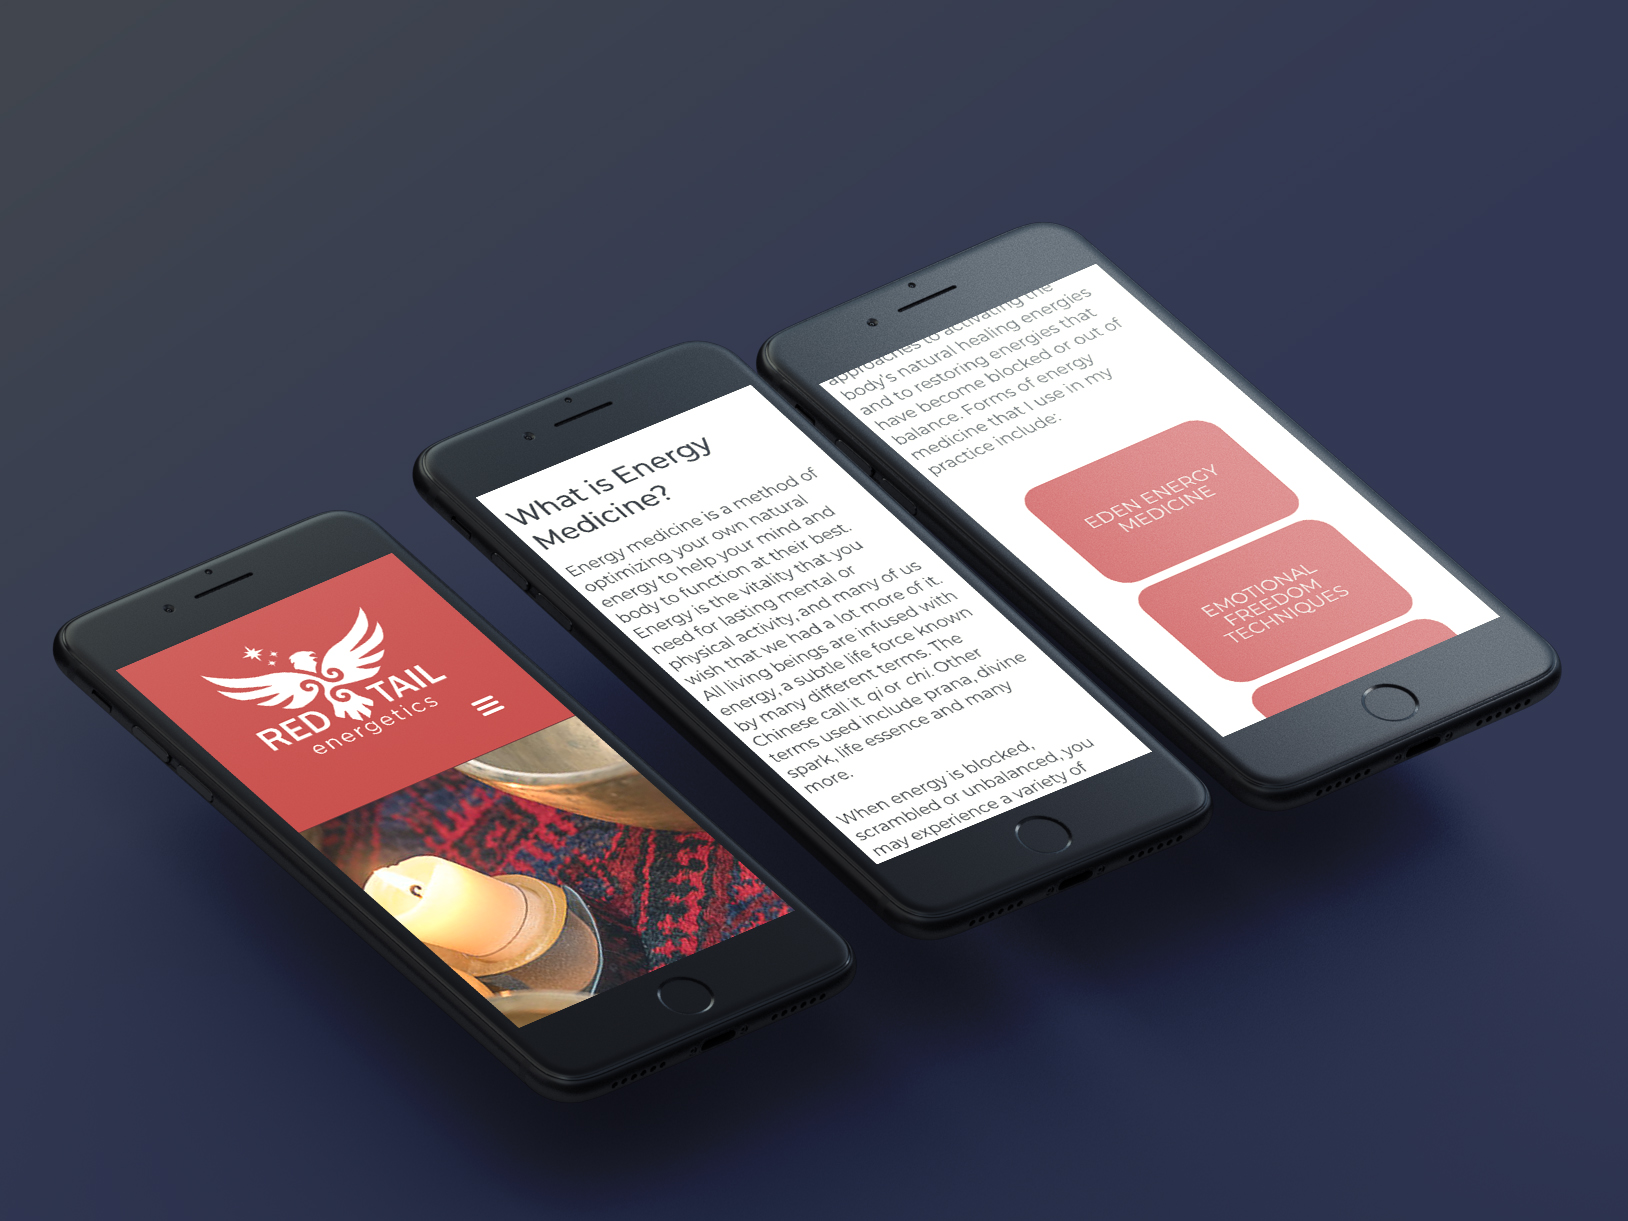 RED TAIL
energetics
What is Energy
Medicine?
Energy medicine is a method of
optimizing your own natural
energy to help your mind and
body to function at their best.
Energy is the vitality that you
need for lasting mental or
physical activity, and many of us
wish that we had a lot more of it.
All living beings are infused with
energy, a subtle life force known
by many different terms. The
Chinese call it qi or chi. Other
terms used include prana, divine
spark, life essence and many
more.
When energy is blocked,
scrambled or unbalanced, you
may experience a variety of
approaches to activating the
body's natural healing energies
and to restoring energies that
have become blocked or out of
balance. Forms of energy
medicine that I use in my
practice include:
EDEN ENERGY
MEDICINE
EMOTIONAL
FREEDOM
TECHNIQUES